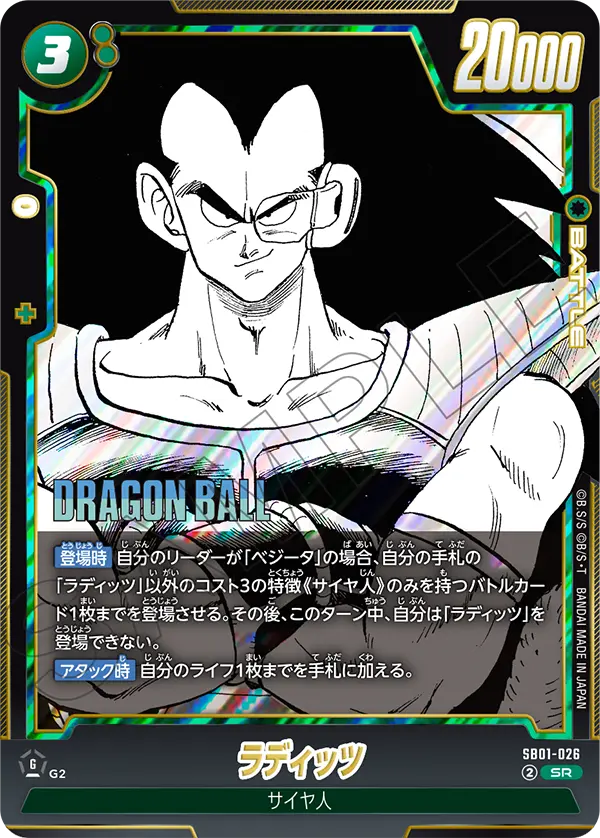 3
20000
0
BATTLE
SAMPLE
DRAGON BALL
登場時 自分のリーダーが「ベジータ」の場合、自分の手札の
「ラディッツ」以外のコスト3の特徴《サイヤ人》のみを持つバトルカー
ド1枚までを登場させる。その後、このターン中、自分は「ラディッツ」を
登場できない。
アタック時 自分のライフ1枚までを手札に加える。
©B.S/S ©B/S・T BANDAI MADE IN JAPAN
G
G2
ラディッツ
SB01-026
2 SR
サイヤ人